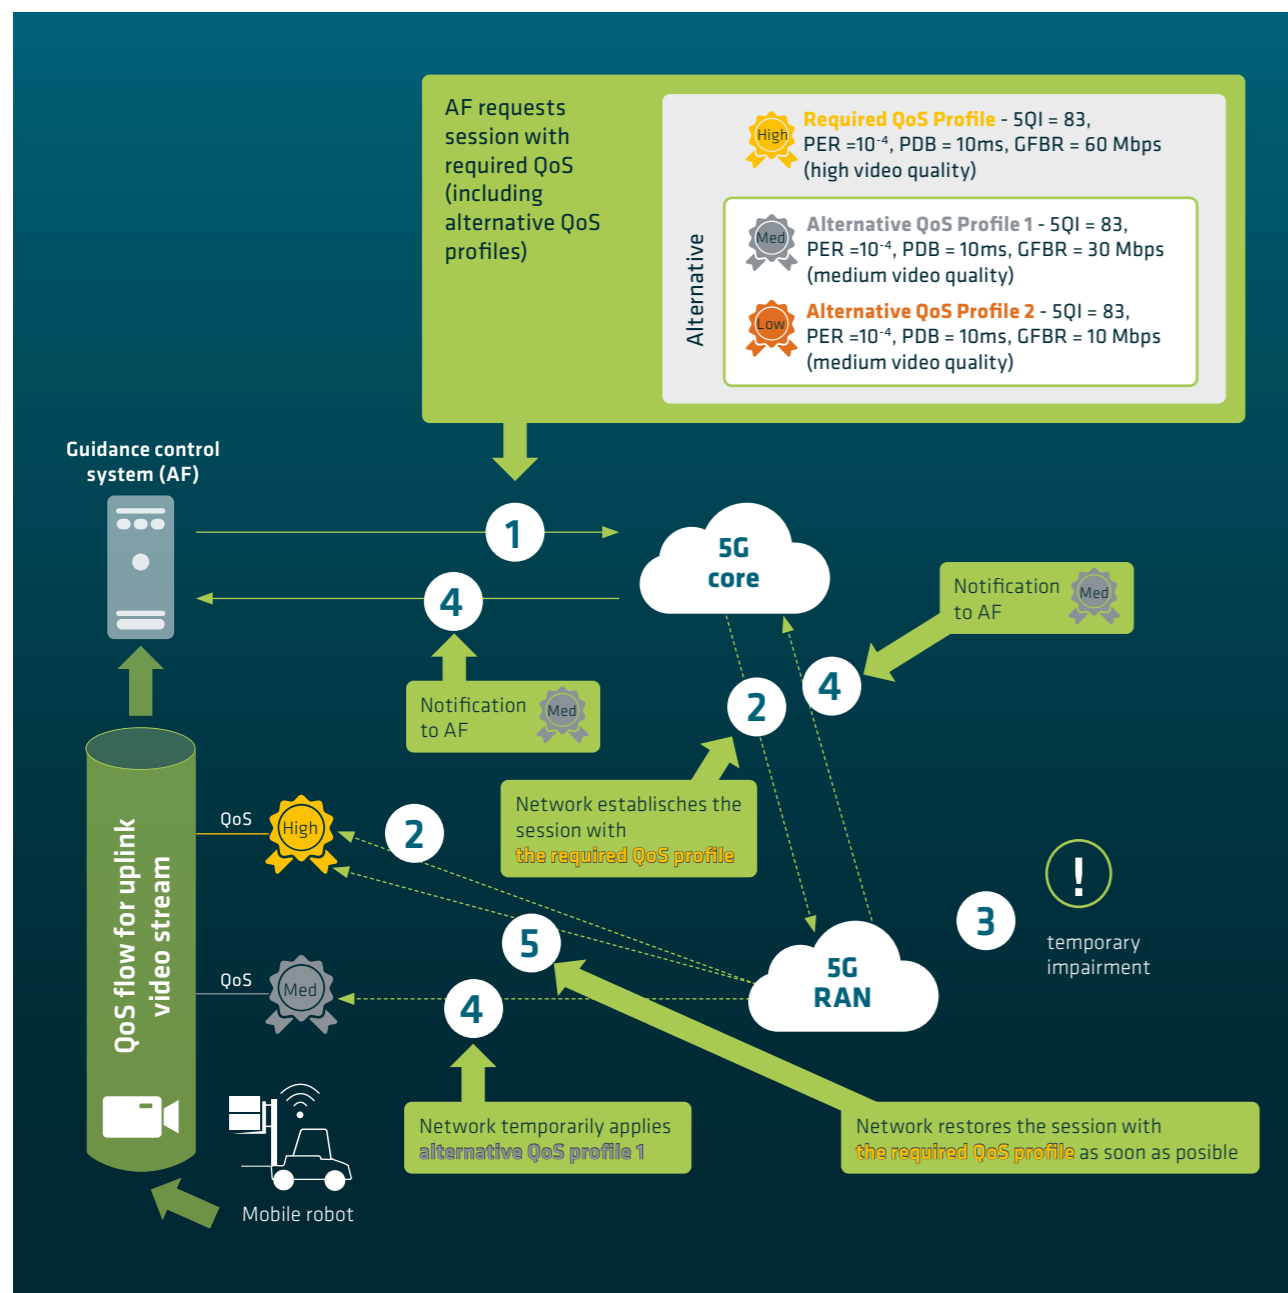 AF requests
session with
required QoS
(including
alternative QoS
profiles)
High
Required QoS Profile - 5QI = 83,
PER =10⁻⁴, PDB = 10ms, GFBR = 60 Mbps
(high video quality)
Alternative
Med
Alternative QoS Profile 1 - 5QI = 83,
PER =10⁻⁴, PDB = 10ms, GFBR = 30 Mbps
(medium video quality)
Low
Alternative QoS Profile 2 - 5QI = 83,
PER =10⁻⁴, PDB = 10ms, GFBR = 10 Mbps
(medium video quality)
Guidance control
system (AF)
1
5G
core
4
Notification
to AF
Med
Notification
to AF
Med
2
4
Network establisches the
session with
the required QoS profile
QoS flow for uplink
video stream
QoS
High
2
5
3
!
temporary
impairment
QoS
Med
4
5G
RAN
Network temporarily applies
alternative QoS profile 1
Network restores the session with
the required QoS profile as soon as posible
Mobile robot